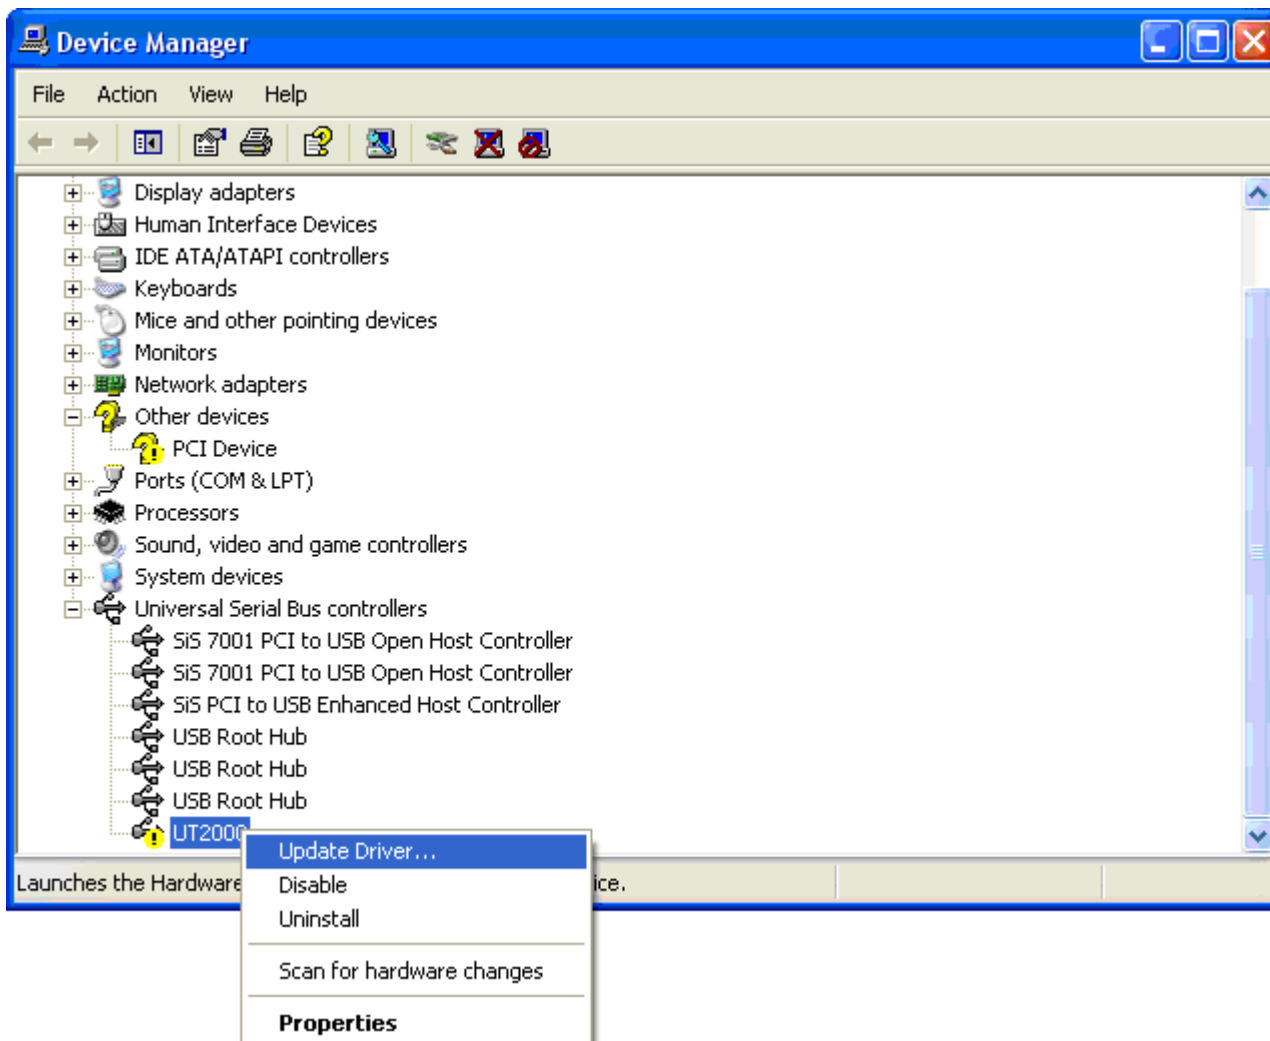 Device Manager
File Action View Help
Display adapters
Human Interface Devices
IDE ATA/ATAPI controllers
Keyboards
Mice and other pointing devices
Monitors
Network adapters
Other devices
PCI Device
Ports (COM & LPT)
Processors
Sound, video and game controllers
System devices
Universal Serial Bus controllers
SiS 7001 PCI to USB Open Host Controller
SiS 7001 PCI to USB Open Host Controller
SiS PCI to USB Enhanced Host Controller
USB Root Hub
USB Root Hub
USB Root Hub
UT2000
Update Driver...
Launches the Hardware ice.
Disable
Uninstall
Scan for hardware changes
Properties